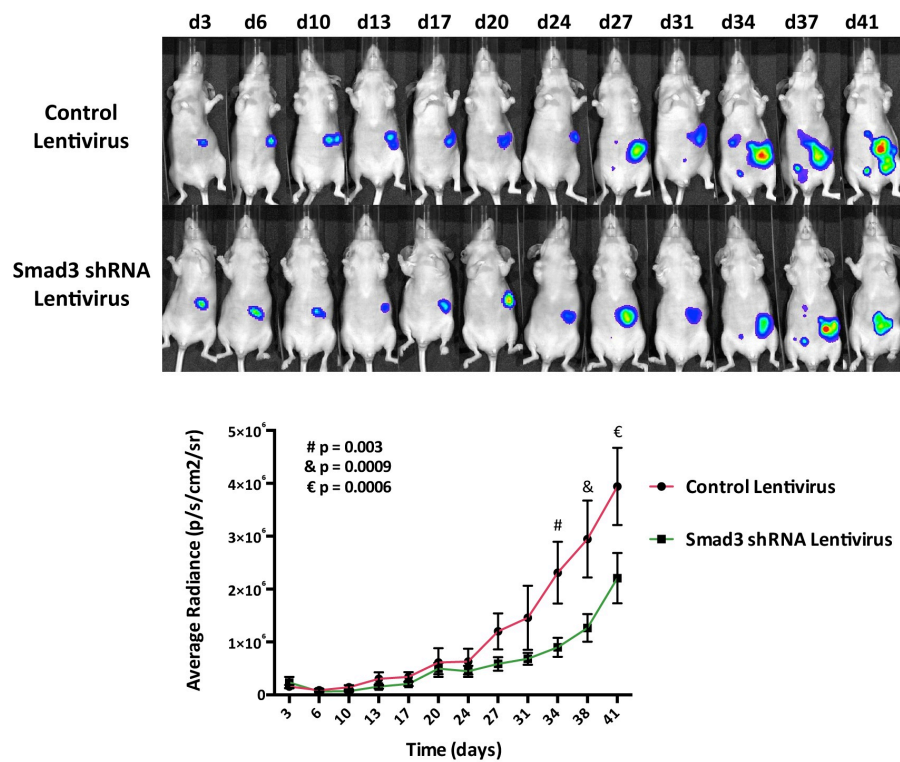 d3 d6 d10 d13 d17 d20 d24 d27 d31 d34 d37 d41
Control
Lentivirus
Smad3 shRNA
Lentivirus
Average Radiance (p/s/cm2/sr)
5×10⁶
4×10⁶
3×10⁶
2×10⁶
1×10⁶
0
# p = 0.003
& p = 0.0009
€ p = 0.0006
#
&
€
Control Lentivirus
Smad3 shRNA Lentivirus
3 6 10 13 17 20 24 27 31 34 38 41
Time (days)